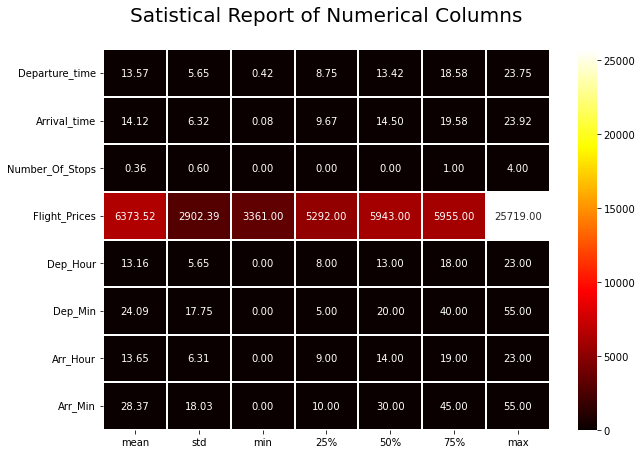 Satistical Report of Numerical Columns
Departure_time 13.57 5.65 0.42 8.75 13.42 18.58 23.75
Arrival_time 14.12 6.32 0.08 9.67 14.50 19.58 23.92
Number_Of_Stops 0.36 0.60 0.00 0.00 0.00 1.00 4.00
Flight_Prices 6373.52 2902.39 3361.00 5292.00 5943.00 5955.00 25719.00
Dep_Hour 13.16 5.65 0.00 8.00 13.00 18.00 23.00
Dep_Min 24.09 17.75 0.00 5.00 20.00 40.00 55.00
Arr_Hour 13.65 6.31 0.00 9.00 14.00 19.00 23.00
Arr_Min 28.37 18.03 0.00 10.00 30.00 45.00 55.00
mean std min 25% 50% 75% max
25000
20000
15000
10000
5000
0